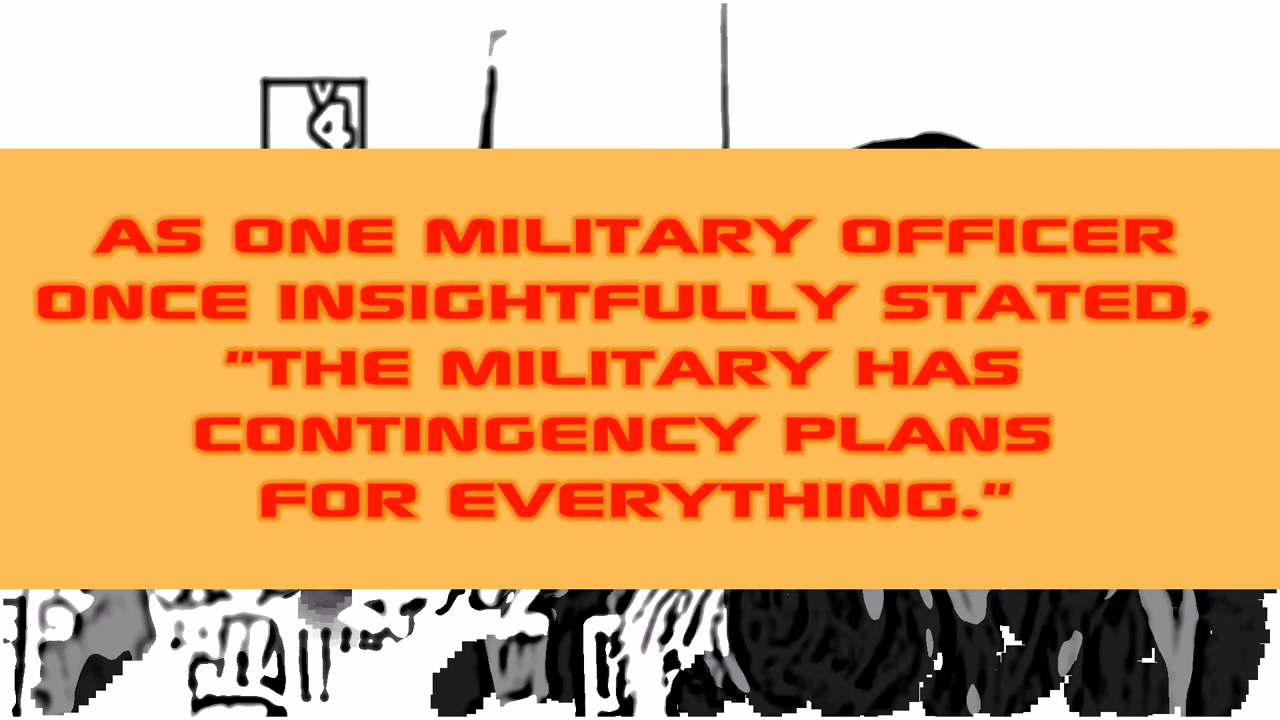 AS ONE MILITARY OFFICER
ONCE INSIGHTFULLY STATED,
"THE MILITARY HAS
CONTINGENCY PLANS
FOR EVERYTHING."